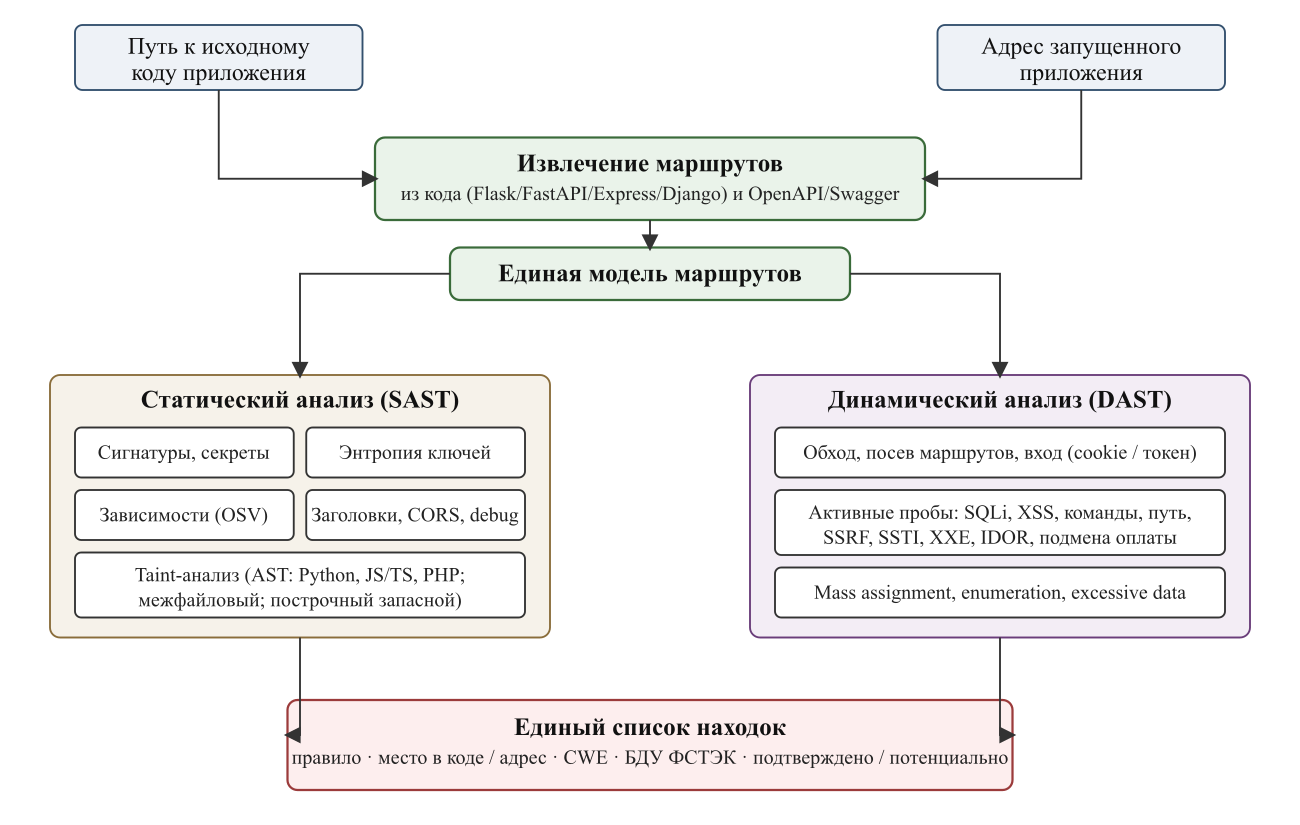 Путь к исходному
коду приложения
Адрес запущенного
приложения
Извлечение маршрутов
из кода (Flask/FastAPI/Express/Django) и OpenAPI/Swagger
Единая модель маршрутов
Статический анализ (SAST)
Сигнатуры, секреты
Энтропия ключей
Зависимости (OSV)
Заголовки, CORS, debug
Taint-анализ (AST: Python, JS/TS, PHP;
межфайловый; построчный запасной)
Динамический анализ (DAST)
Обход, посев маршрутов, вход (cookie / токен)
Активные пробы: SQLi, XSS, команды, путь,
SSRF, SSTI, XXE, IDOR, подмена оплаты
Mass assignment, enumeration, excessive data
Единый список находок
правило · место в коде / адрес · CWE · БДУ ФСТЭК · подтверждено / потенциально